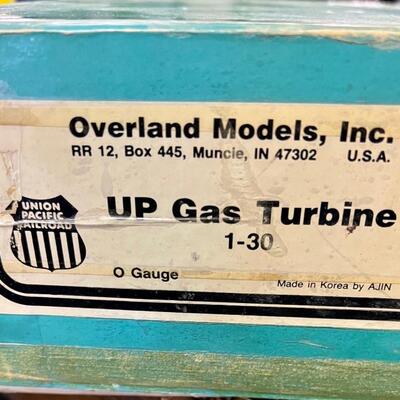 Overland Models, Inc.
RR 12, Box 445, Muncie, IN 47302 U.S.A.
UNION
PACIFIC
RAILROAD
UP Gas Turbine
1-30
O Gauge
Made in Korea by AJIN